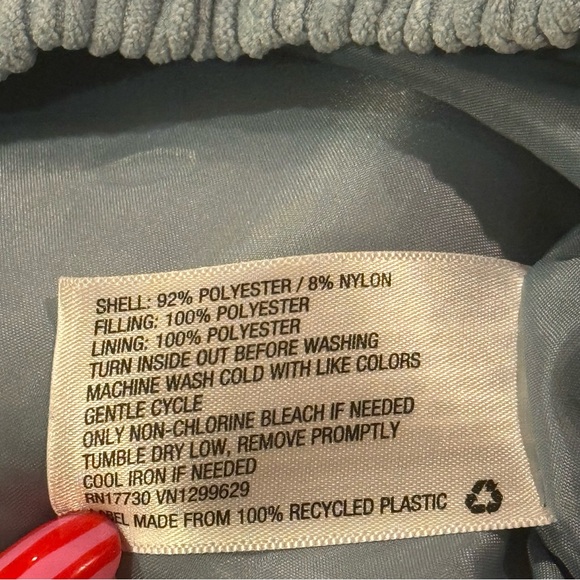 SHELL: 92% POLYESTER / 8% NYLON
FILLING: 100% POLYESTER
LINING: 100% POLYESTER
TURN INSIDE OUT BEFORE WASHING
MACHINE WASH COLD WITH LIKE COLORS
GENTLE CYCLE
ONLY NON-CHLORINE BLEACH IF NEEDED
TUMBLE DRY LOW, REMOVE PROMPTLY
COOL IRON IF NEEDED
RN17730 VN1299629
LABEL MADE FROM 100% RECYCLED PLASTIC